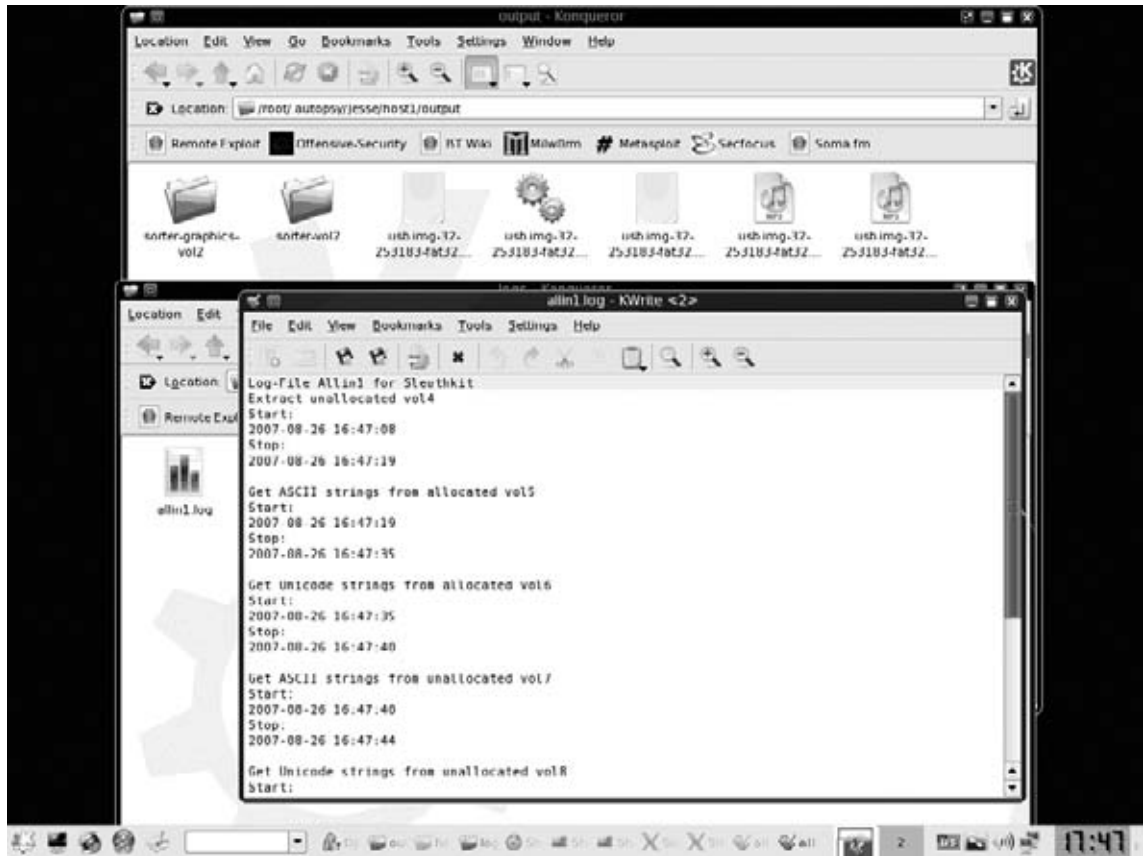 output - Konqueror
Location Edit View Go Bookmarks Tools Settings Window Help
Location: /root/ autopsy/jesse/host1/output
Remote Exploit Offensive-Security BT Wiki Milw0rm Metasploit Secfocus Soma fm
sorter-graphics-vol2
sorter-vol2
usb img-32-253183-fat32...
usb img-32-253183-fat32...
usb img-32-253183-fat32...
MP3
usb img-32-253183-fat32...
MP3
usb img-32-253183-fat32...
logs - Konqueror
Location Edit
Location:
Remote Expl
allin1.log
allin1.log - KWrite <2>
File Edit View Bookmarks Tools Settings Help
Log-File Allin1 for Sleuthkit
Extract unallocated vol4
Start:
2007-08-26 16:47:08
Stop:
2007-08-26 16:47:19
Get ASCII strings from allocated vol5
Start:
2007-08-26 16:47:19
Stop:
2007-08-26 16:47:35
Get Unicode strings from allocated vol6
Start:
2007-08-26 16:47:35
Stop:
2007-08-26 16:47:40
Get ASCII strings from unallocated vol7
Start:
2007-08-26 16:47:40
Stop:
2007-08-26 16:47:44
Get Unicode strings from unallocated vol8
Start:
2 US 17:47